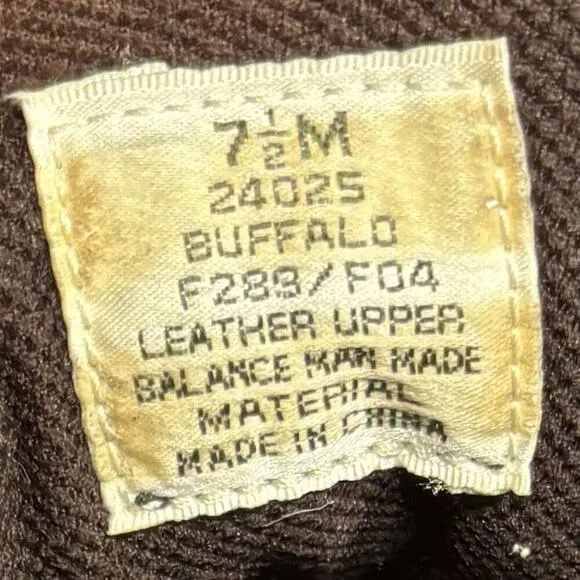 7½M
24025
BUFFALO
F289/F04
LEATHER UPPER
BALANCE MAN MADE
MATERIAL
MADE IN CHINA